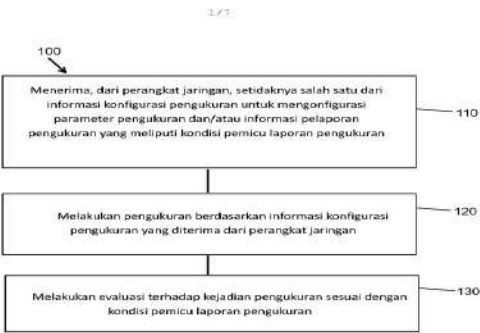 1/7
100
Menerima, dari perangkat jaringan, setidaknya salah satu dari
informasi konfigurasi pengukuran untuk mengonfigurasi
parameter pengukuran dan/atau informasi pelaporan
pengukuran yang meliputi kondisi pemicu laporan pengukuran
110
Melakukan pengukuran berdasarkan informasi konfigurasi
pengukuran yang diterima dari perangkat jaringan
120
Melakukan evaluasi terhadap kejadian pengukuran sesuai dengan
kondisi pemicu laporan pengukuran
130